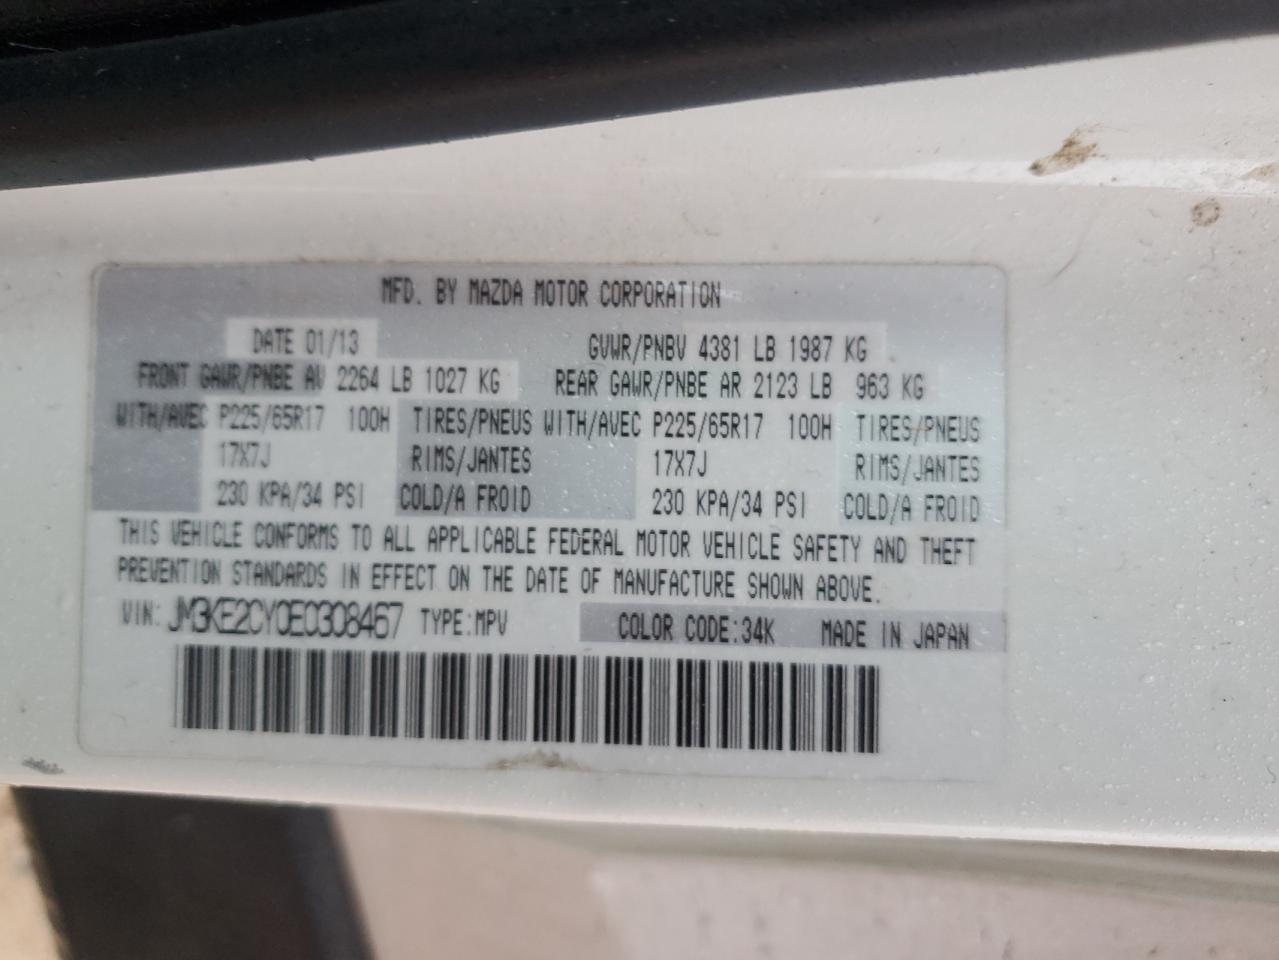 MFD. BY MAZDA MOTOR CORPORATION
DATE 01/13 GVWR/PNBV 4381 LB 1987 KG
FRONT GAWR/PNBE AV 2264 LB 1027 KG REAR GAWR/PNBE AR 2123 LB 963 KG
WITH/AVEC P225/65R17 100H TIRES/PNEUS WITH/AVEC P225/65R17 100H TIRES/PNEUS
17X7J RIMS/JANTES 17X7J RIMS/JANTES
230 KPA/34 PSI COLD/A FROID 230 KPA/34 PSI COLD/A FROID
THIS VEHICLE CONFORMS TO ALL APPLICABLE FEDERAL MOTOR VEHICLE SAFETY AND THEFT
PREVENTION STANDARDS IN EFFECT ON THE DATE OF MANUFACTURE SHOWN ABOVE.
VIN: JM3KE2CY0E0308467 TYPE:MPV COLOR CODE:34K MADE IN JAPAN